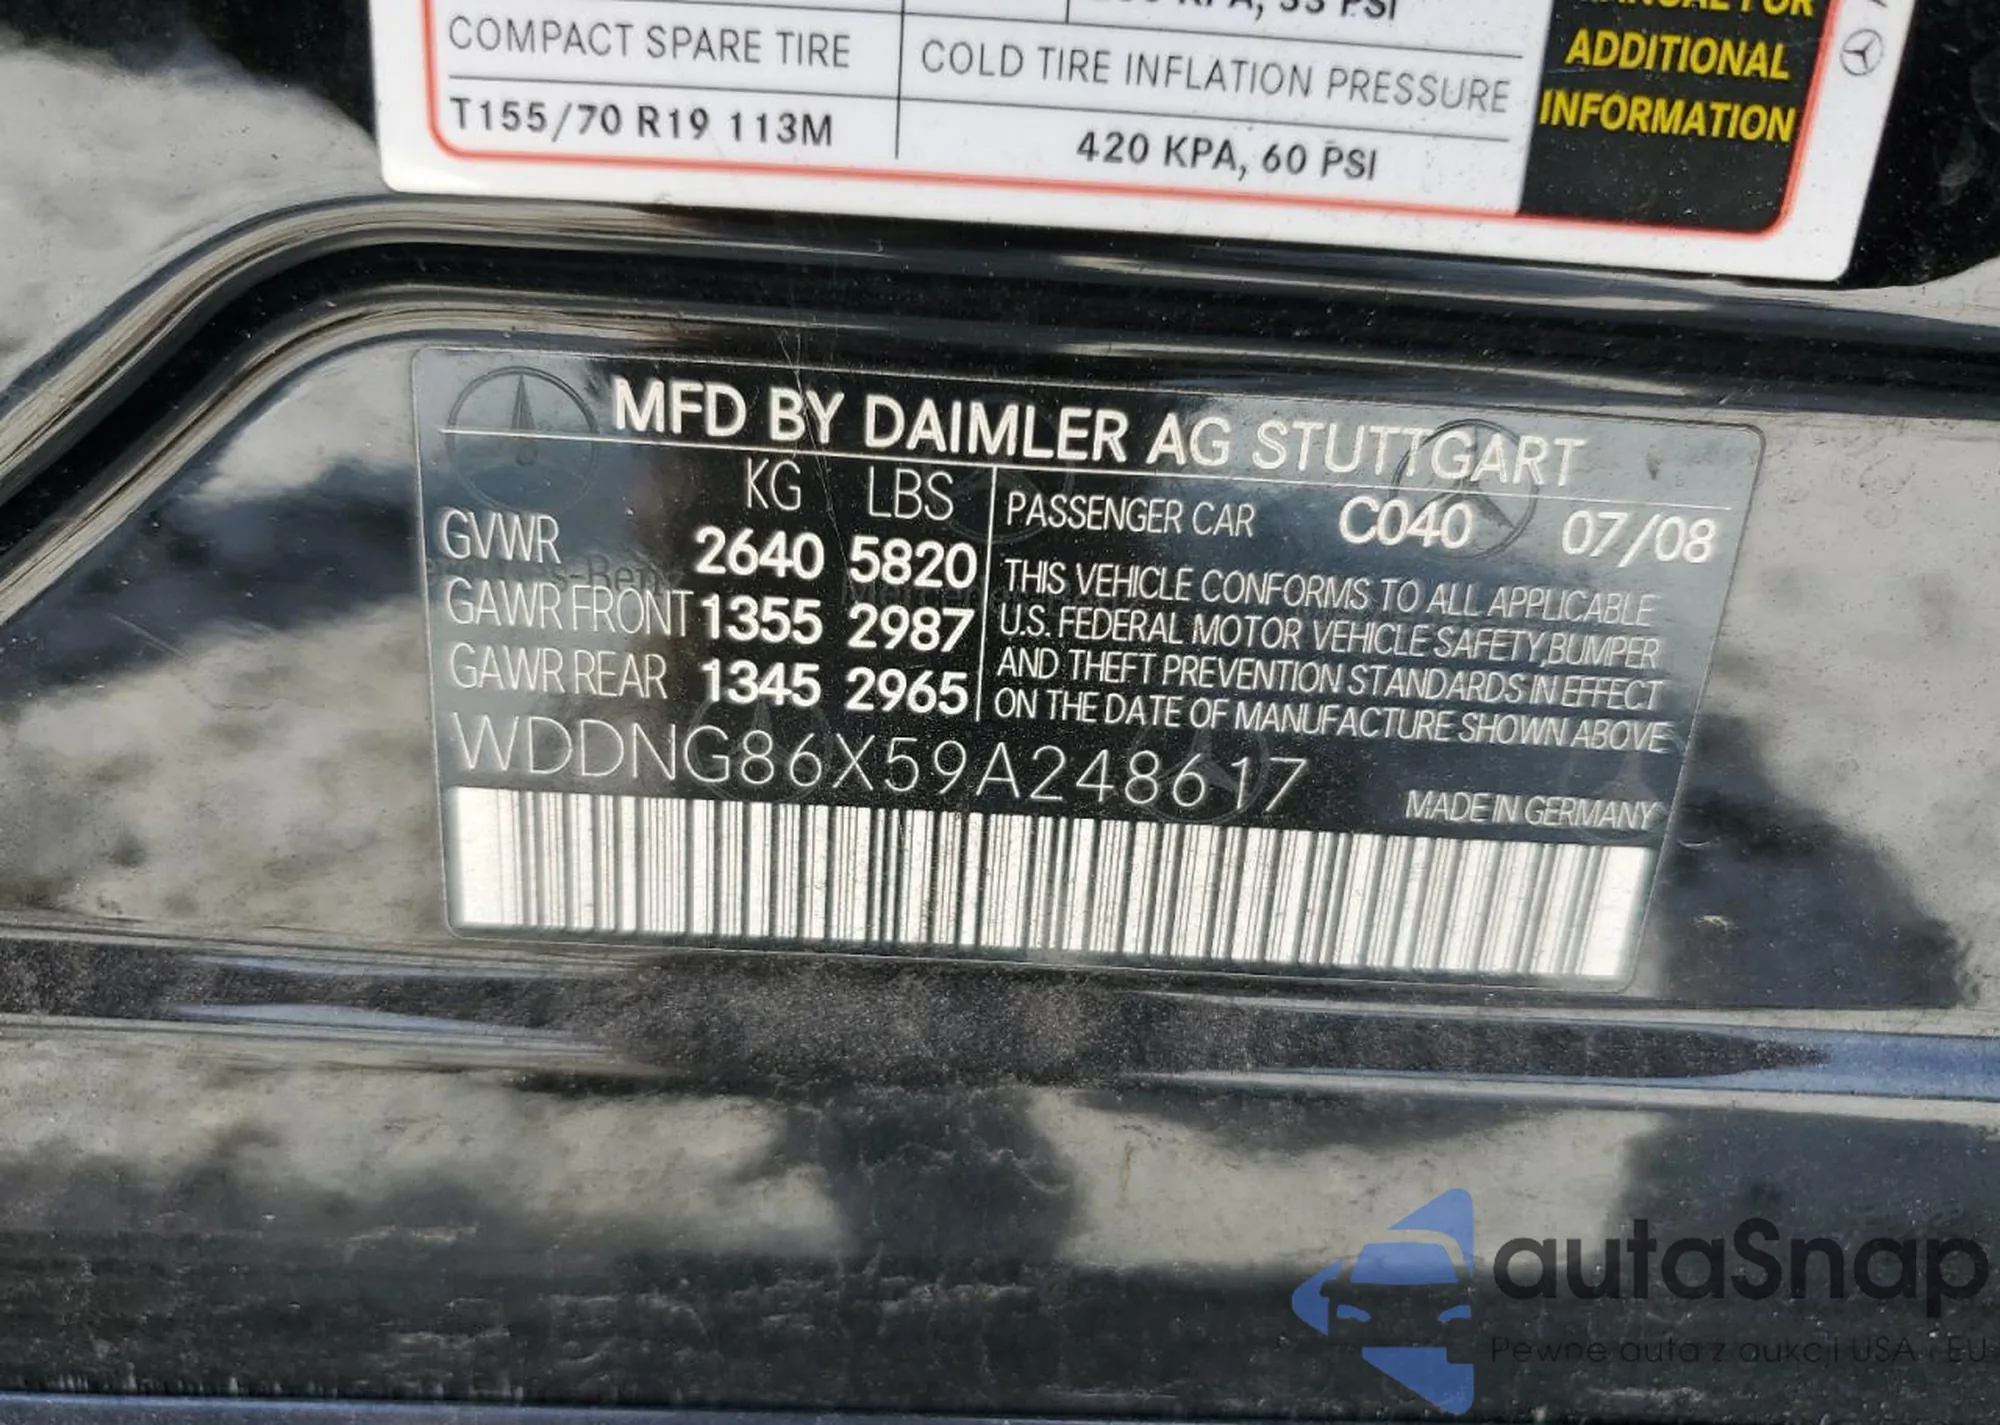 33 PSI
COMPACT SPARE TIRE
COLD TIRE INFLATION PRESSURE
T155/70 R19 113M
420 KPA, 60 PSI
ADDITIONAL
INFORMATION
MFD BY DAIMLER AG STUTTGART
KG LBS
GVWR 2640 5820
GAWR FRONT 1355 2987
GAWR REAR 1345 2965
PASSENGER CAR C040 07/08
THIS VEHICLE CONFORMS TO ALL APPLICABLE
U.S. FEDERAL MOTOR VEHICLE SAFETY, BUMPER
AND THEFT PREVENTION STANDARDS IN EFFECT
ON THE DATE OF MANUFACTURE SHOWN ABOVE
WDDNG86X59A248617
MADE IN GERMANY
autaSnap
Pewne auta z aukcji USA i EU